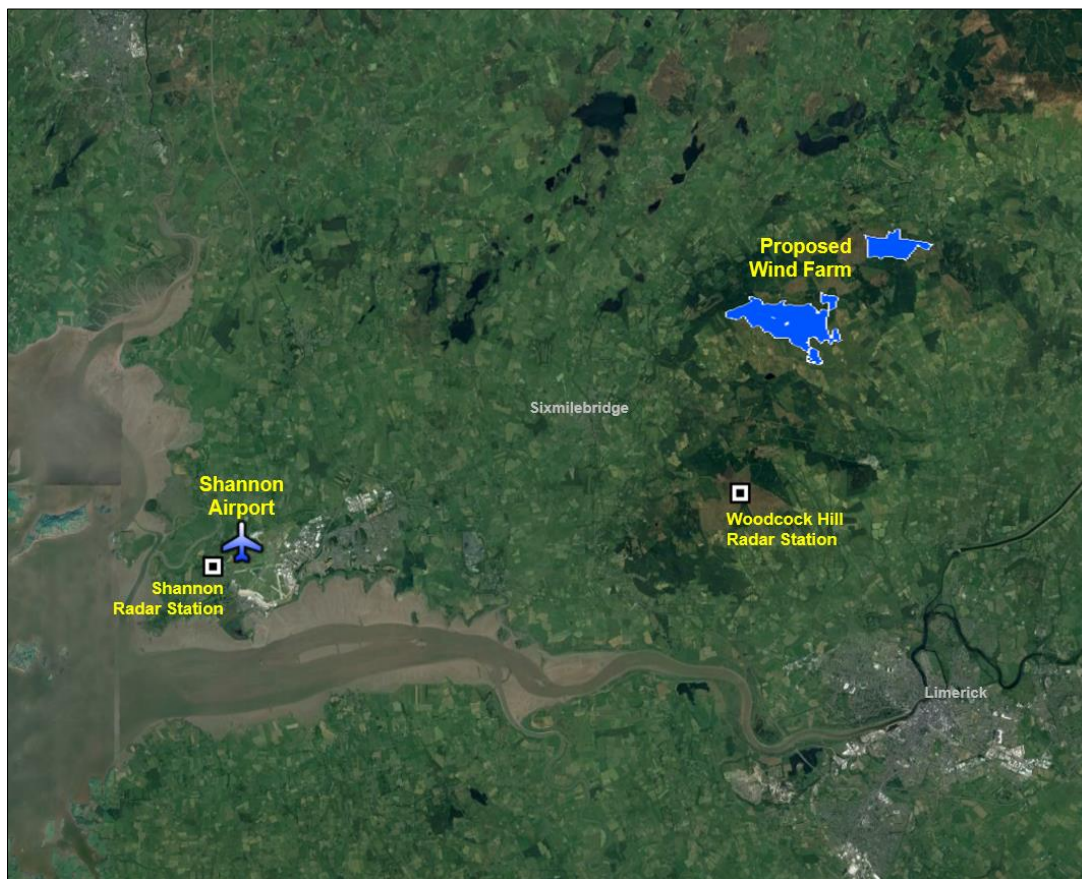 Proposed
Wind Farm
Sixmilebridge
Shannon
Airport
Woodcock Hill
Radar Station
Shannon
Radar Station
Limerick